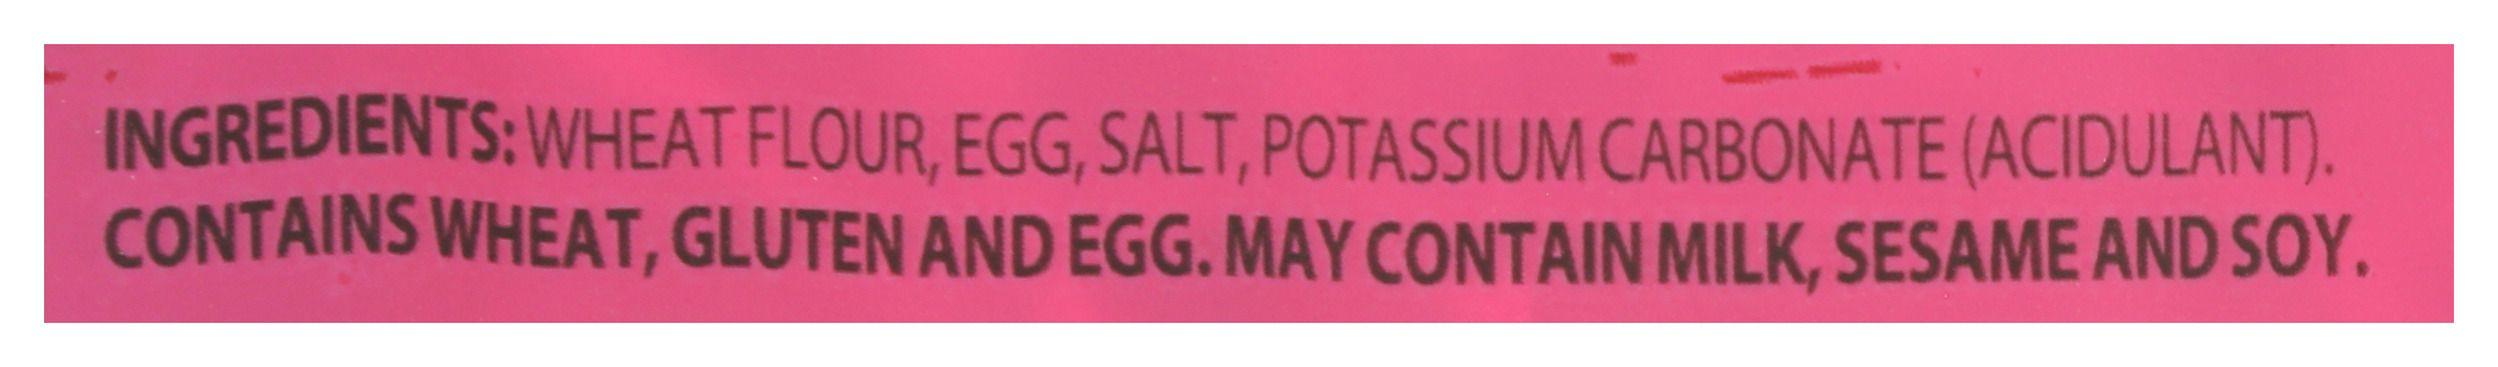 INGREDIENTS: WHEAT FLOUR, EGG, SALT, POTASSIUM CARBONATE (ACIDULANT).
CONTAINS WHEAT, GLUTEN AND EGG. MAY CONTAIN MILK, SESAME AND SOY.